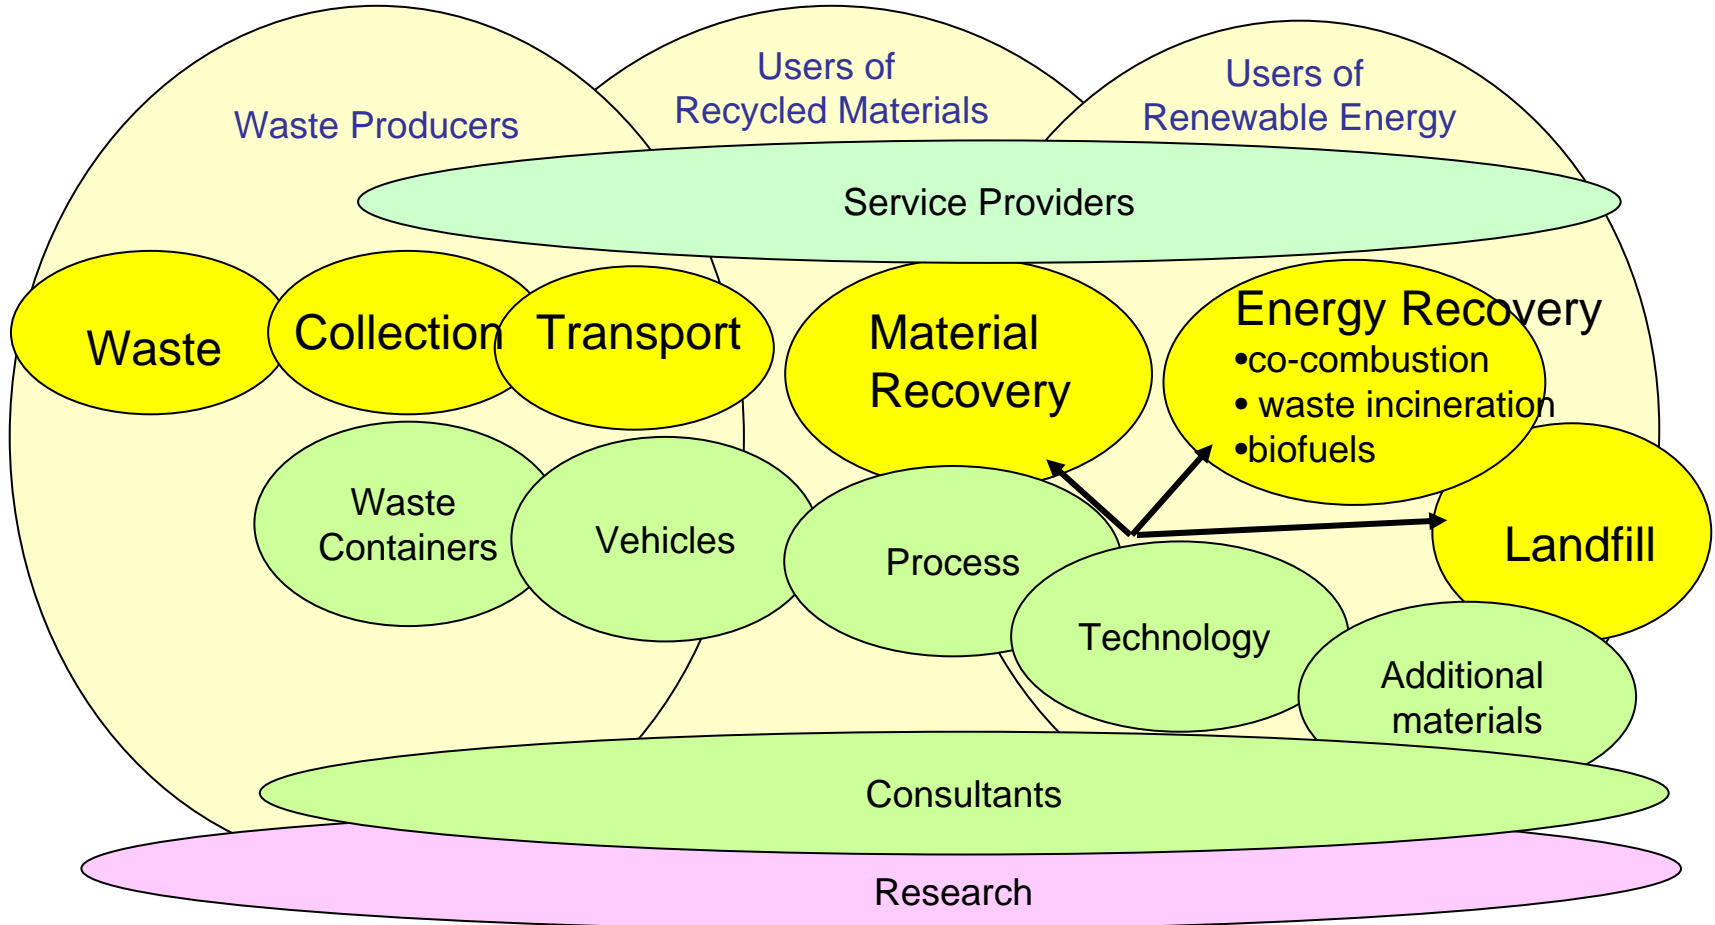 Waste Producers
Users of
Recycled Materials
Users of
Renewable Energy
Service Providers
Waste
Collection
Transport
Material
Recovery
Energy Recovery
•co-combustion
• waste incineration
•biofuels
Landfill
Waste
Containers
Vehicles
Process
Technology
Additional
materials
Consultants
Research